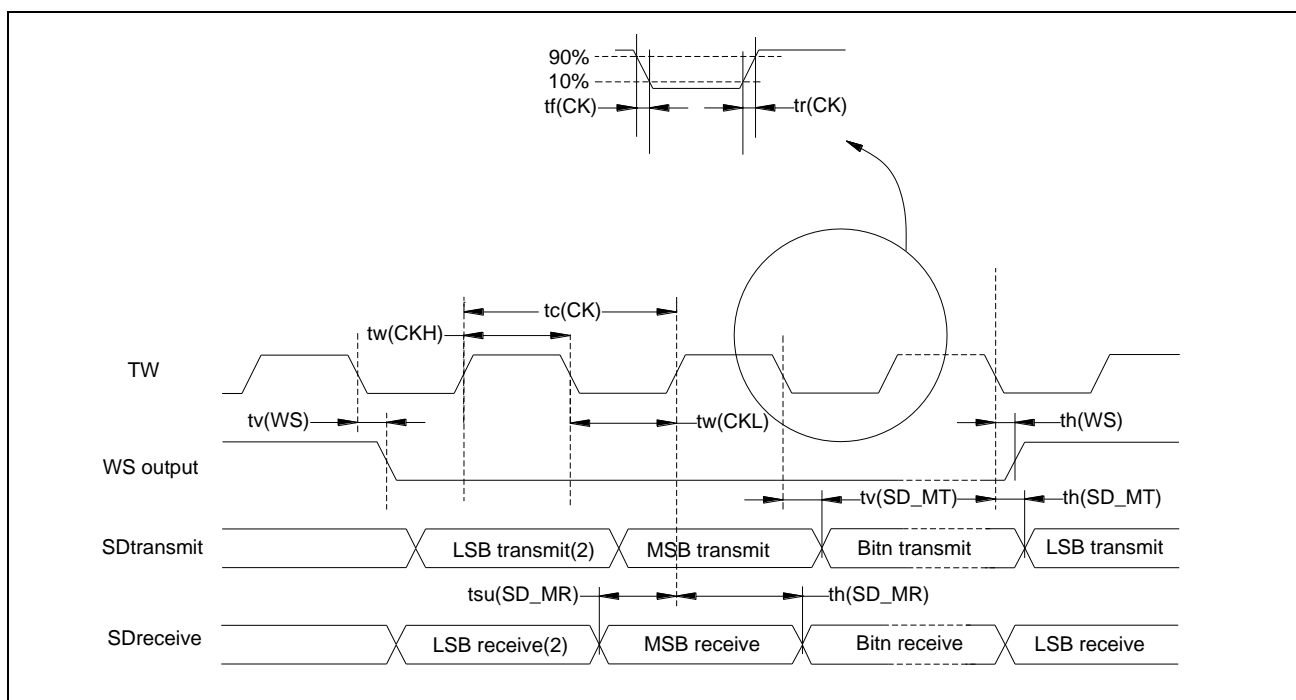 90%
10%
tf(CK)
tr(CK)
tc(CK)
tw(CKH)
TW
tv(WS)
tw(CKL)
th(WS)
WS output
tv(SD_MT)
th(SD_MT)
SDtransmit
LSB transmit(2)
MSB transmit
Bitn transmit
LSB transmit
tsu(SD_MR)
th(SD_MR)
SDreceive
LSB receive(2)
MSB receive
Bitn receive
LSB receive